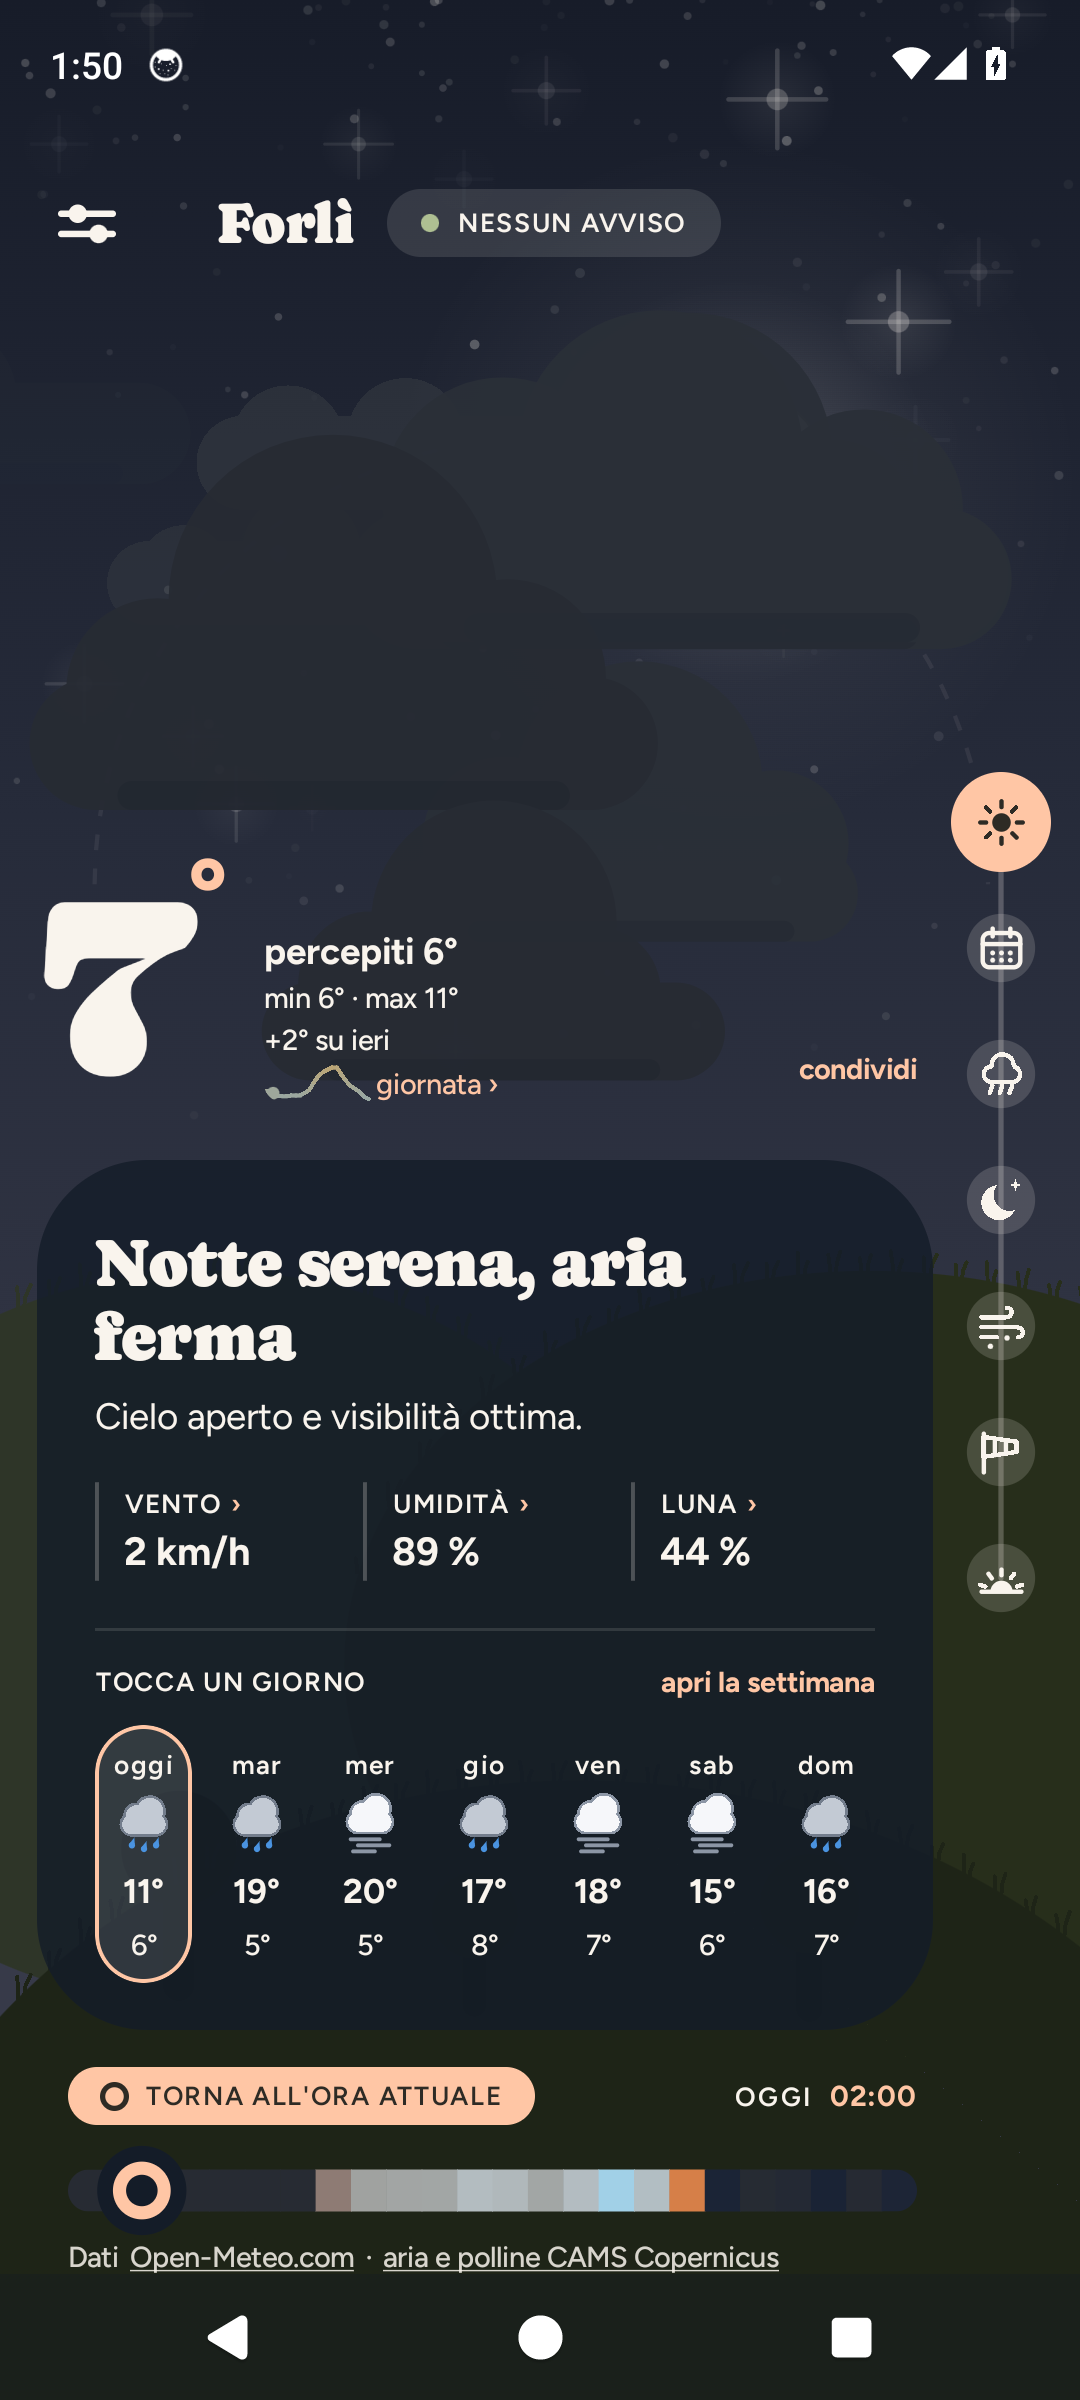 1:50
Forlì
NESSUN AVVISO
7°
percepiti 6°
min 6° · max 11°
+2° su ieri
giornata ›
condividi
Notte serena, aria
ferma
Cielo aperto e visibilità ottima.
VENTO › UMIDITÀ › LUNA ›
2 km/h 89 % 44 %
TOCCA UN GIORNO apri la settimana
oggi mar mer gio ven sab dom
11° 19° 20° 17° 18° 15° 16°
6° 5° 5° 8° 7° 6° 7°
TORNA ALL'ORA ATTUALE OGGI 02:00
Dati Open-Meteo.com · aria e polline CAMS Copernicus